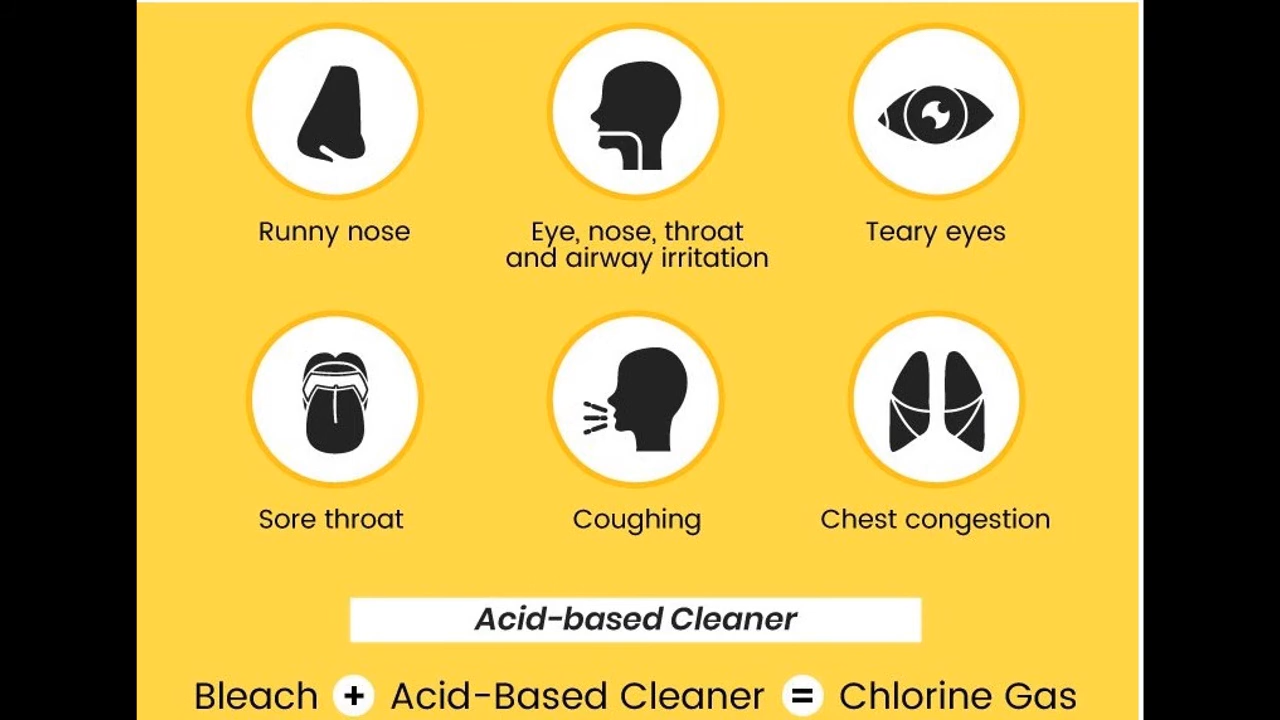 Runny nose
Eye, nose, throat
and airway irritation
Teary eyes
Sore throat
Coughing
Chest congestion
Acid-based Cleaner
Bleach + Acid-Based Cleaner = Chlorine Gas